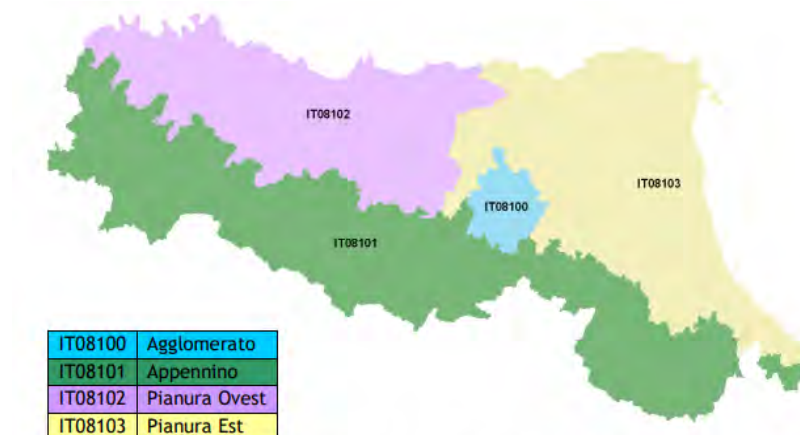 IT08102
IT08103
IT08100
IT08101
IT08100 Agglomerato
IT08101 Appennino
IT08102 Pianura Ovest
IT08103 Pianura Est